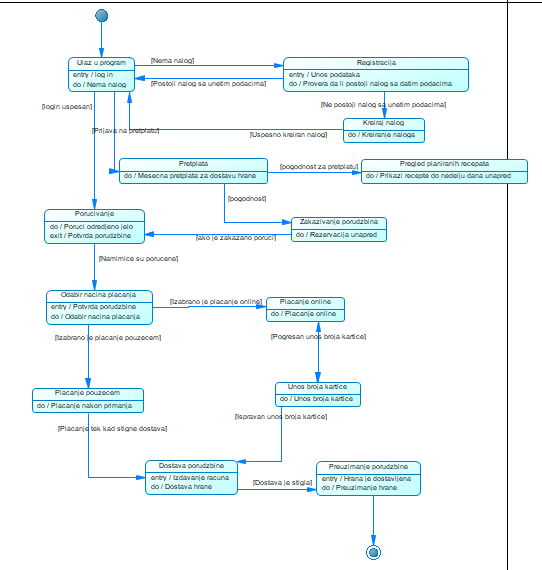 Ulaz u program
entry / log in
do / Nema nalog
[Nema nalog]
[Postoji nalog sa unetim podacima]
Registracija
entry / Unos podataka
do / Provera da li postoji nalog sa datim podacima
[Ne postoji nalog sa unetim podacima]
[login uspesan]
[Prijava na pretplatu]
[Uspesno kreiran nalog]
Kreiraj nalog
do / Kreiranje naloga
Pretplata
do / Mesecna pretplata za dostavu hrane
[pogodnost za pretplatu]
Pregled planiranih recepata
do / Prikazi recepte do nedelju dana unapred
[pogodnost]
Porucivanje
do / Poruci odredjeno jelo
exit / Potvrda porudzbine
[ako je zakazano poruci]
Zakazivanje porudzbina
do / Rezervacija unapred
[Namirnice su porucene]
Odabir nacina placanja
entry / Potvrda porudzbine
do / Odabir nacina placanja
[Izabrano je placanje online]
Placanje online
do / Placanje online
[Izabrano je placanje pouzecem]
[Pogresan unos broja kartice]
Placanje pouzecem
do / Placanje nakon primanja
Unos broja kartice
do / Unos broja kartice
[Placanje tek kad stigne dostava]
[Ispravan unos broja kartice]
Dostava porudzbine
entry / Izdavanje racuna
do / Dostava hrane
[Dostava je stigla]
Preuzimanje porudzbine
entry / Hrana je dostavljena
do / Preuzimanje hrane